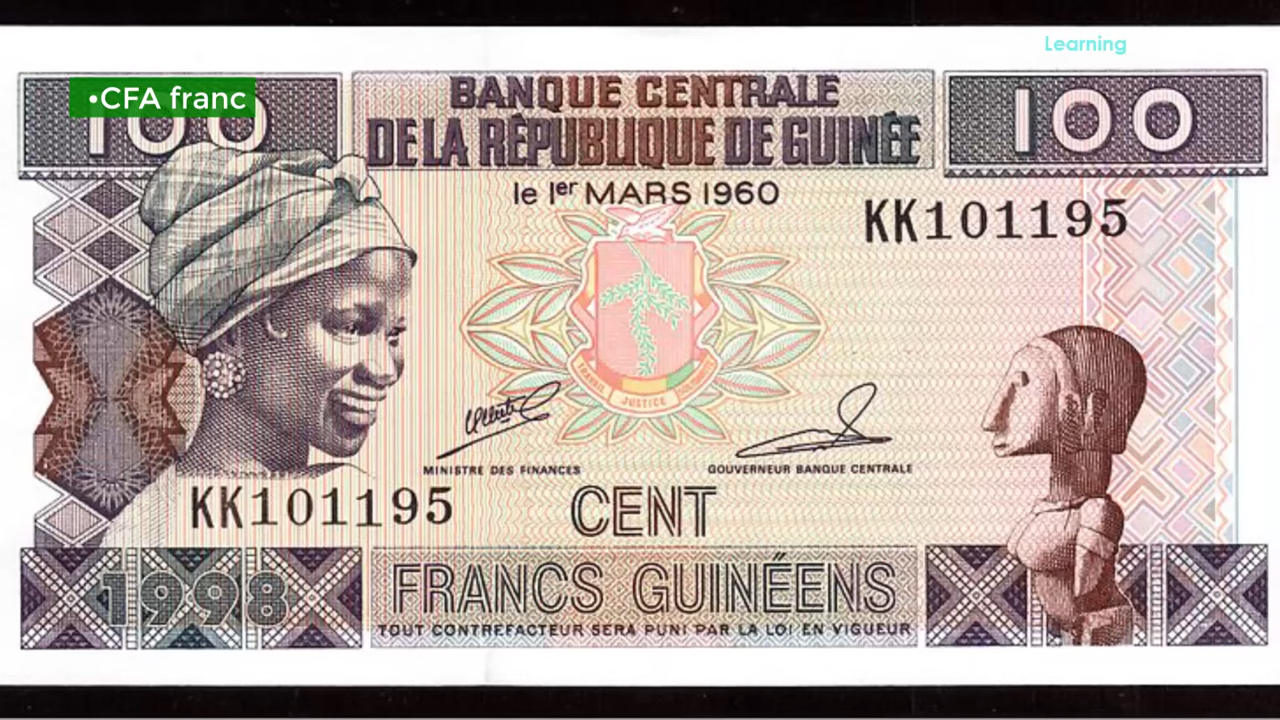 Learning
•CFA franc
100
BANQUE CENTRALE
100
DE LA RÉPUBLIQUE DE GUINÉE
le 1er MARS 1960
KK101195
JUSTICE
MINISTRE DES FINANCES
GOUVERNEUR BANQUE CENTRALE
KK101195
CENT
1998
FRANCS GUINÉENS
TOUT CONTREFACTEUR SERA PUNI PAR LA LOI EN VIGUEUR